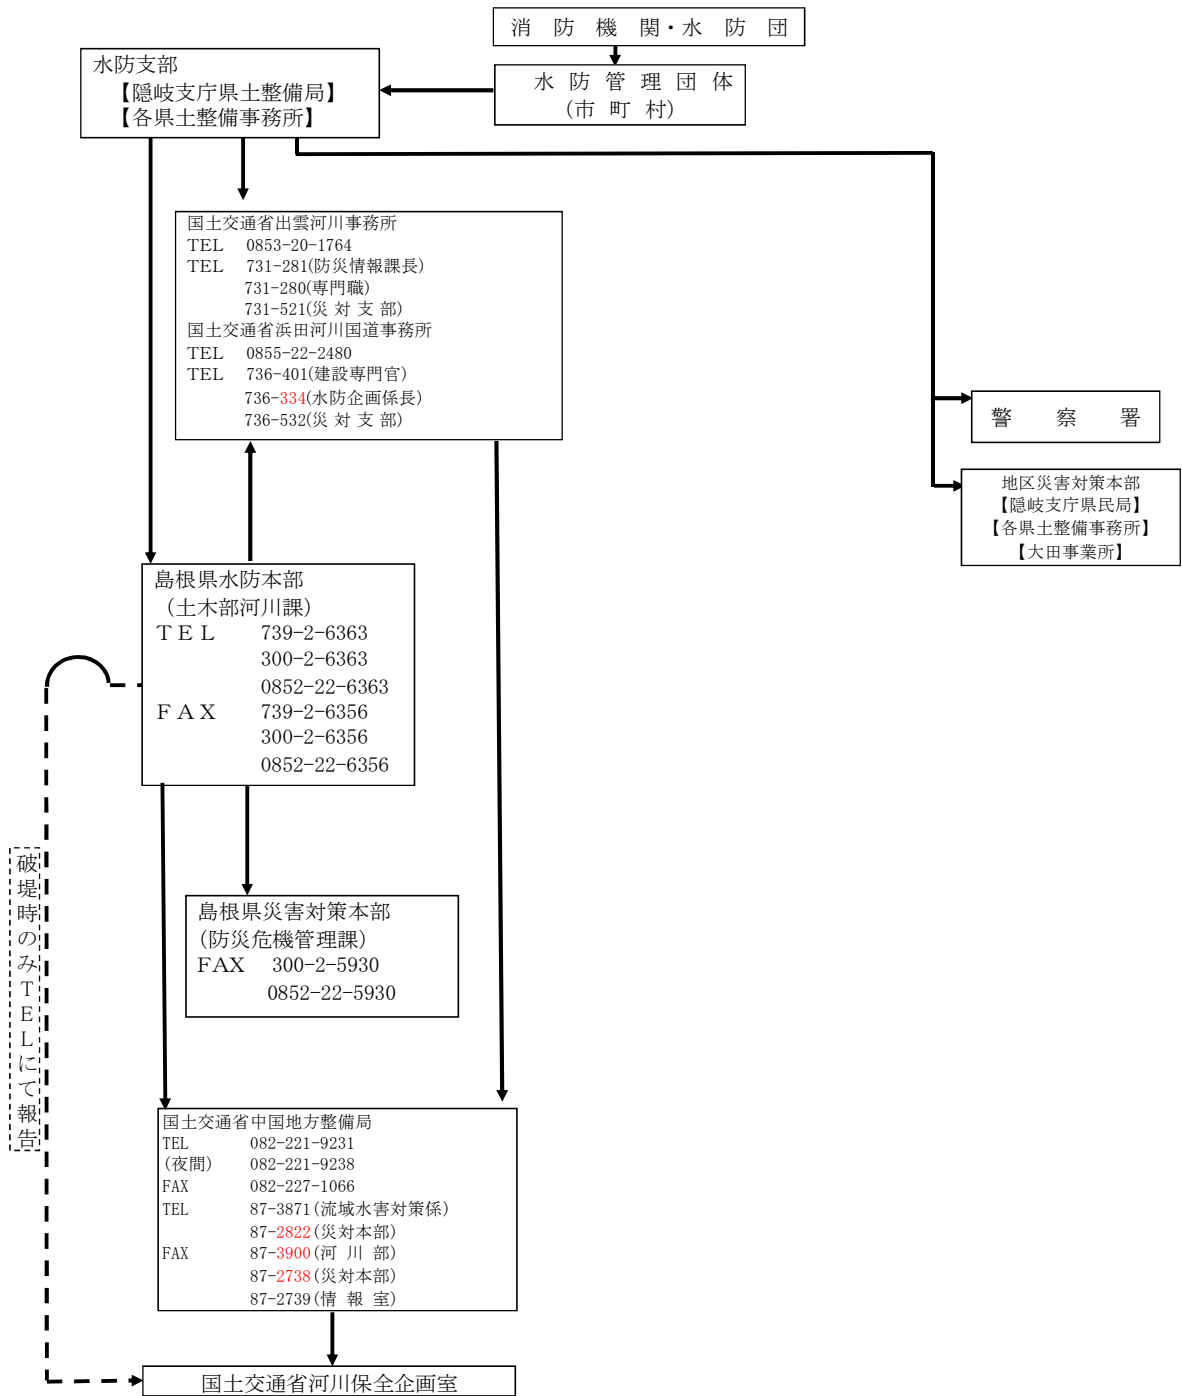 消防機関・水防団
水防管理団体
(市町村)
水防支部
【隠岐支庁県土整備局】
【各県土整備事務所】
国土交通省出雲河川事務所
TEL 0853-20-1764
TEL 731-281(防災情報課長)
731-280(専門職)
731-521(災対支部)
国土交通省浜田河川国道事務所
TEL 0855-22-2480
TEL 736-401(建設専門官)
736-334(水防企画係長)
736-532(災対支部)
警察署
地区災害対策本部
【隠岐支庁県民局】
【各県土整備事務所】
【大田事業所】
島根県水防本部
(土木部河川課)
TEL 739-2-6363
300-2-6363
0852-22-6363
FAX 739-2-6356
300-2-6356
0852-22-6356
破堤時のみTELにて報告
島根県災害対策本部
(防災危機管理課)
FAX 300-2-5930
0852-22-5930
国土交通省中国地方整備局
TEL 082-221-9231
(夜間) 082-221-9238
FAX 082-227-1066
TEL 87-3871(流域水害対策係)
87-2822(災対本部)
FAX 87-3900(河川部)
87-2738(災対本部)
87-2739(情報室)
国土交通省河川保全企画室